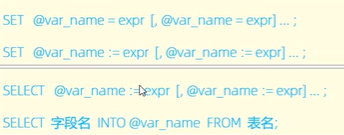 SET @var_name = expr [, @var_name = expr] ... ;
SET @var_name := expr [, @var_name := expr] ... ;
SELECT @var_name := expr [, @var_name := expr] ... ;
SELECT 字段名 INTO @var_name FROM 表名;